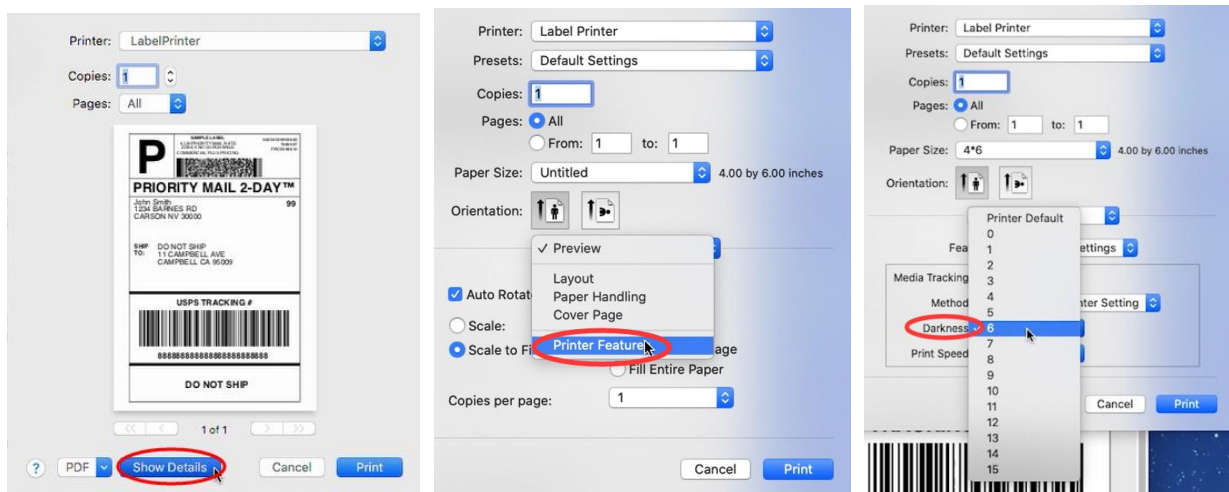 Printer: LabelPrinter
Copies: 1
Pages: All
P
SAMPLE LABEL
PRIORITY MAIL 2-DAY™
John Smith 99
1234 BARNES RD
CARSON NV 30000
SHIP TO: DO NOT SHIP
11 CAMPBELL AVE
CAMPBELL CA 95009
USPS TRACKING #
DO NOT SHIP
1 of 1
? PDF Show Details Cancel Print
Printer: Label Printer
Presets: Default Settings
Copies: 1
Pages: All
From: 1 to: 1
Paper Size: Untitled 4.00 by 6.00 inches
Orientation:
✓ Preview
Layout
Auto Rotat Paper Handling
Cover Page
Scale:
Printer Feature
Scale to Fi age
Fill Entire Paper
Copies per page: 1
Cancel Print
Printer: Label Printer
Presets: Default Settings
Copies: 1
Pages: All
From: 1 to: 1
Paper Size: 4*6 4.00 by 6.00 inches
Orientation:
Printer Default
0
Fea 1 ettings
2
Media Tracking 3
4
Method nter Setting
5
Darkness ✓ 6
7
Print Speed 8
9
10
11 Cancel Print
12
13
14
15